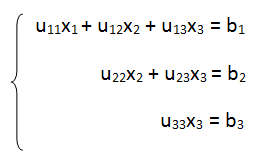 u₁₁x₁ + u₁₂x₂ + u₁₃x₃ = b₁
u₂₂x₂ + u₂₃x₃ = b₂
u₃₃x₃ = b₃